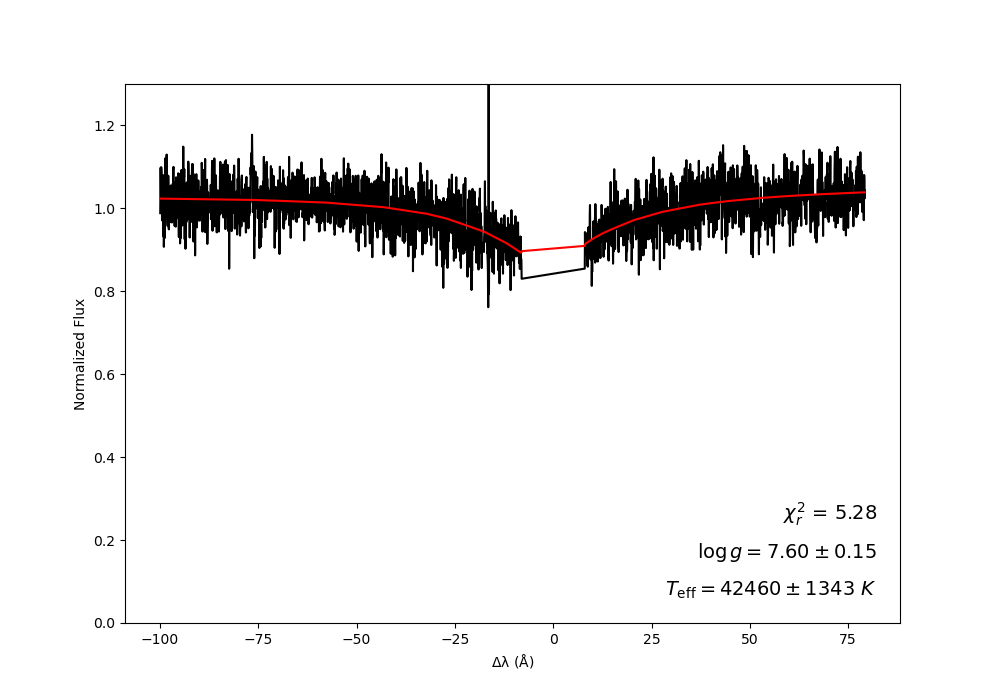 1.2
1.0
0.8
0.6
0.4
0.2
0.0
Normalized Flux
χ²ᵣ = 5.28
log g = 7.60 ± 0.15
T_eff = 42460 ± 1343 K
−100 −75 −50 −25 0 25 50 75
Δλ (Å)